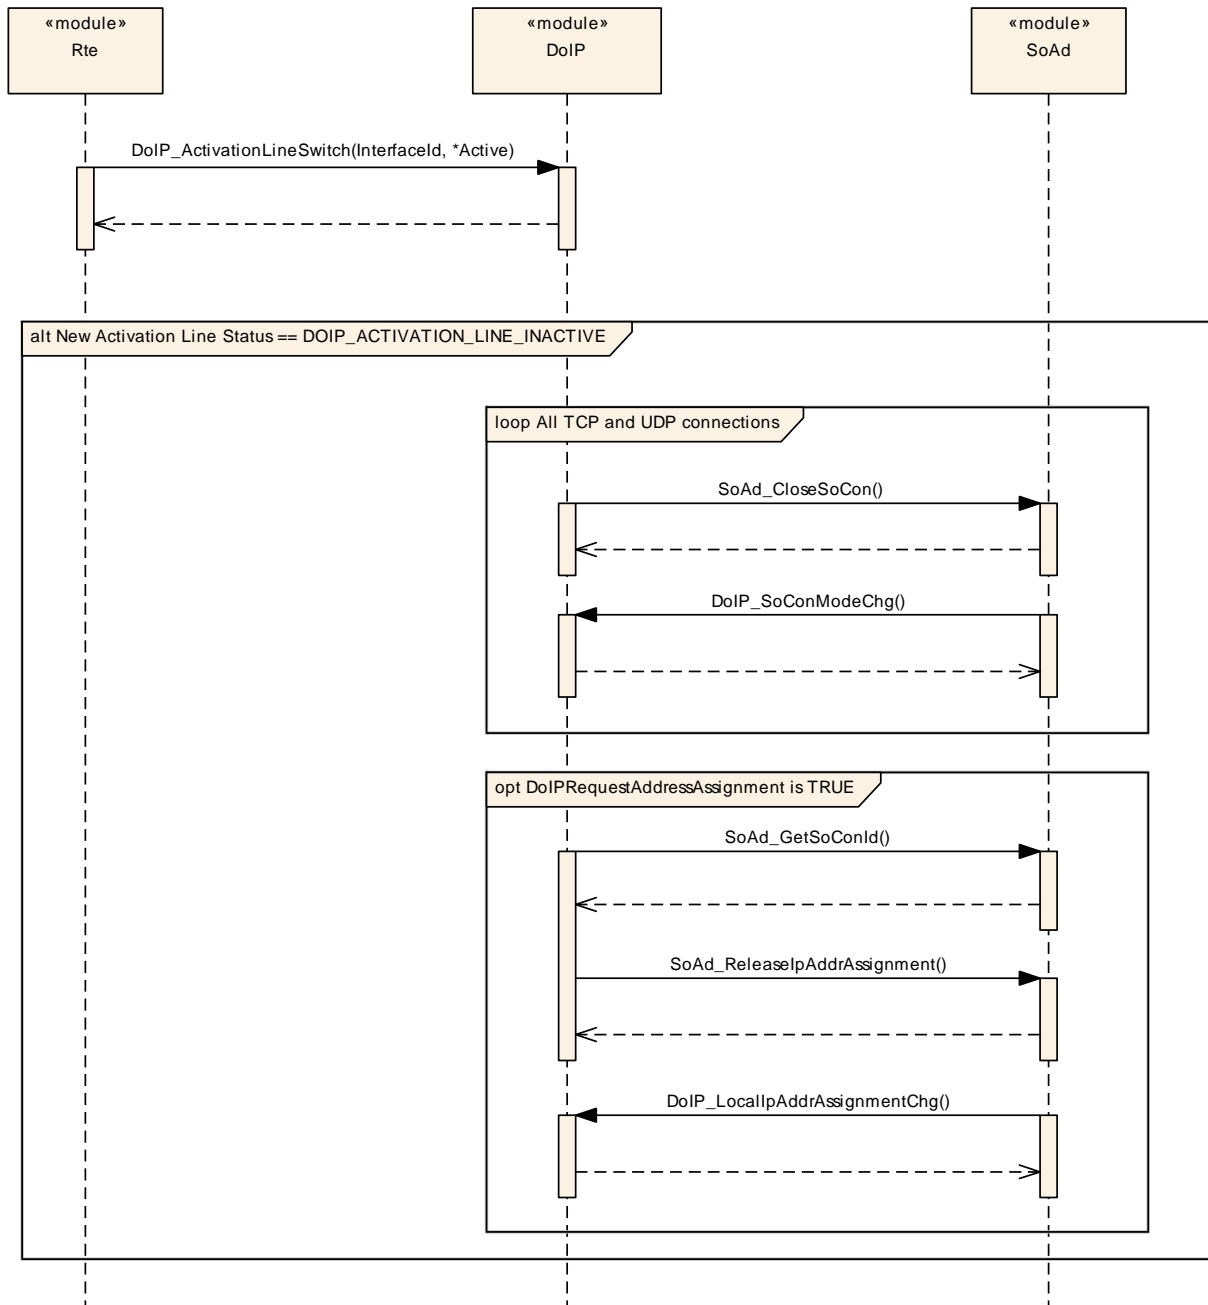 «module»
Rte
«module»
DoIP
«module»
SoAd
DoIP_ActivationLineSwitch(InterfaceId, *Active)
alt New Activation Line Status == DOIP_ACTIVATION_LINE_INACTIVE
loop All TCP and UDP connections
SoAd_CloseSoCon()
DoIP_SoConModeChg()
opt DoIPRequestAddressAssignment is TRUE
SoAd_GetSoConId()
SoAd_ReleaseIpAddrAssignment()
DoIP_LocalIpAddrAssignmentChg()